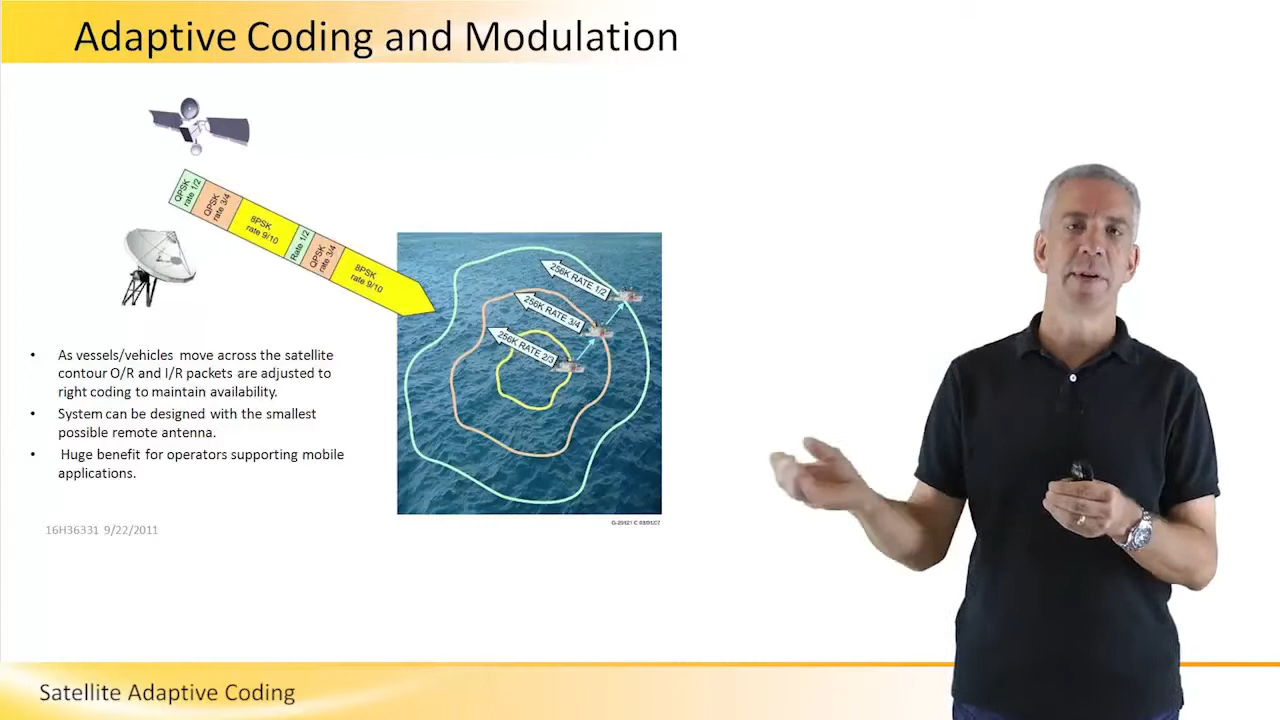 Adaptive Coding and Modulation
QPSK
rate 1/2
QPSK
rate 3/4
8PSK
rate 9/10
Rate 1/2
QPSK
rate 3/4
8PSK
rate 9/10
256K RATE 1/2
256K RATE 3/4
256K RATE 2/3
• As vessels/vehicles move across the satellite
contour O/R and I/R packets are adjusted to
right coding to maintain availability.
• System can be designed with the smallest
possible remote antenna.
• Huge benefit for operators supporting mobile
applications.
16H36331 9/22/2011
Satellite Adaptive Coding